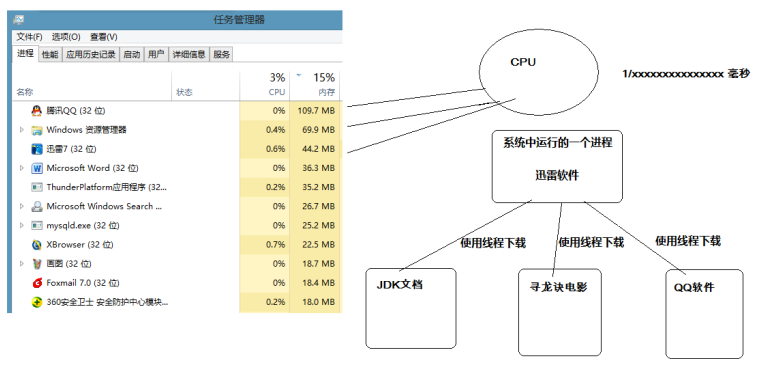 任务管理器
文件(F) 选项(O) 查看(V)
进程 性能 应用历史记录 启动 用户 详细信息 服务
3% 15%
名称 状态 CPU 内存
腾讯QQ (32 位) 0% 109.7 MB
Windows 资源管理器 0.4% 69.9 MB
迅雷7 (32 位) 0.6% 44.2 MB
Microsoft Word (32 位) 0% 36.3 MB
ThunderPlatform应用程序 (32... 0.2% 35.2 MB
Microsoft Windows Search ... 0% 26.7 MB
mysqld.exe (32 位) 0% 25.2 MB
XBrowser (32 位) 0.7% 22.5 MB
画图 (32 位) 0% 18.7 MB
Foxmail 7.0 (32 位) 0% 18.4 MB
360安全卫士 安全防护中心模块... 0.2% 18.0 MB
CPU
1/xxxxxxxxxxxxxxx 毫秒
系统中运行的一个进程
迅雷软件
使用线程下载 使用线程下载 使用线程下载
JDK文档 寻龙诀电影 QQ软件